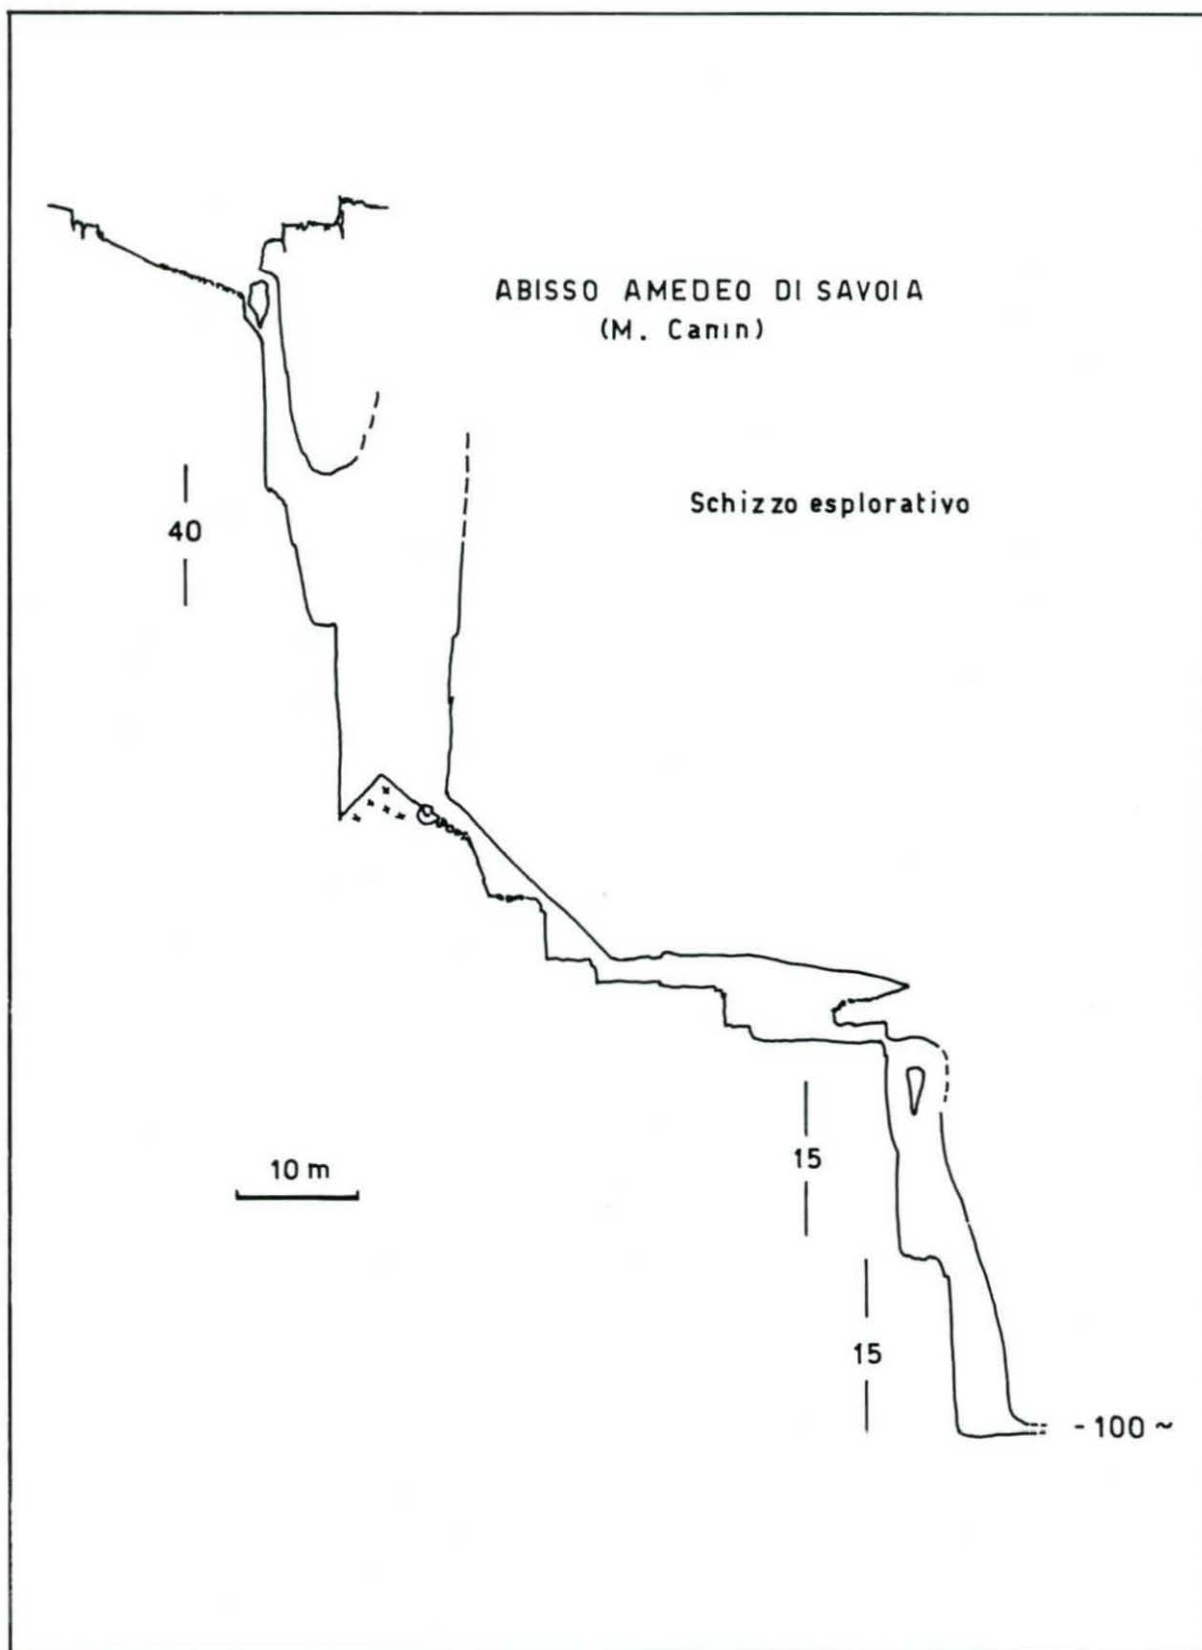 ABISSO AMEDEO DI SAVOIA
(M. Canin)
40
Schizzo esplorativo
15
10 m
15
- 100 ~